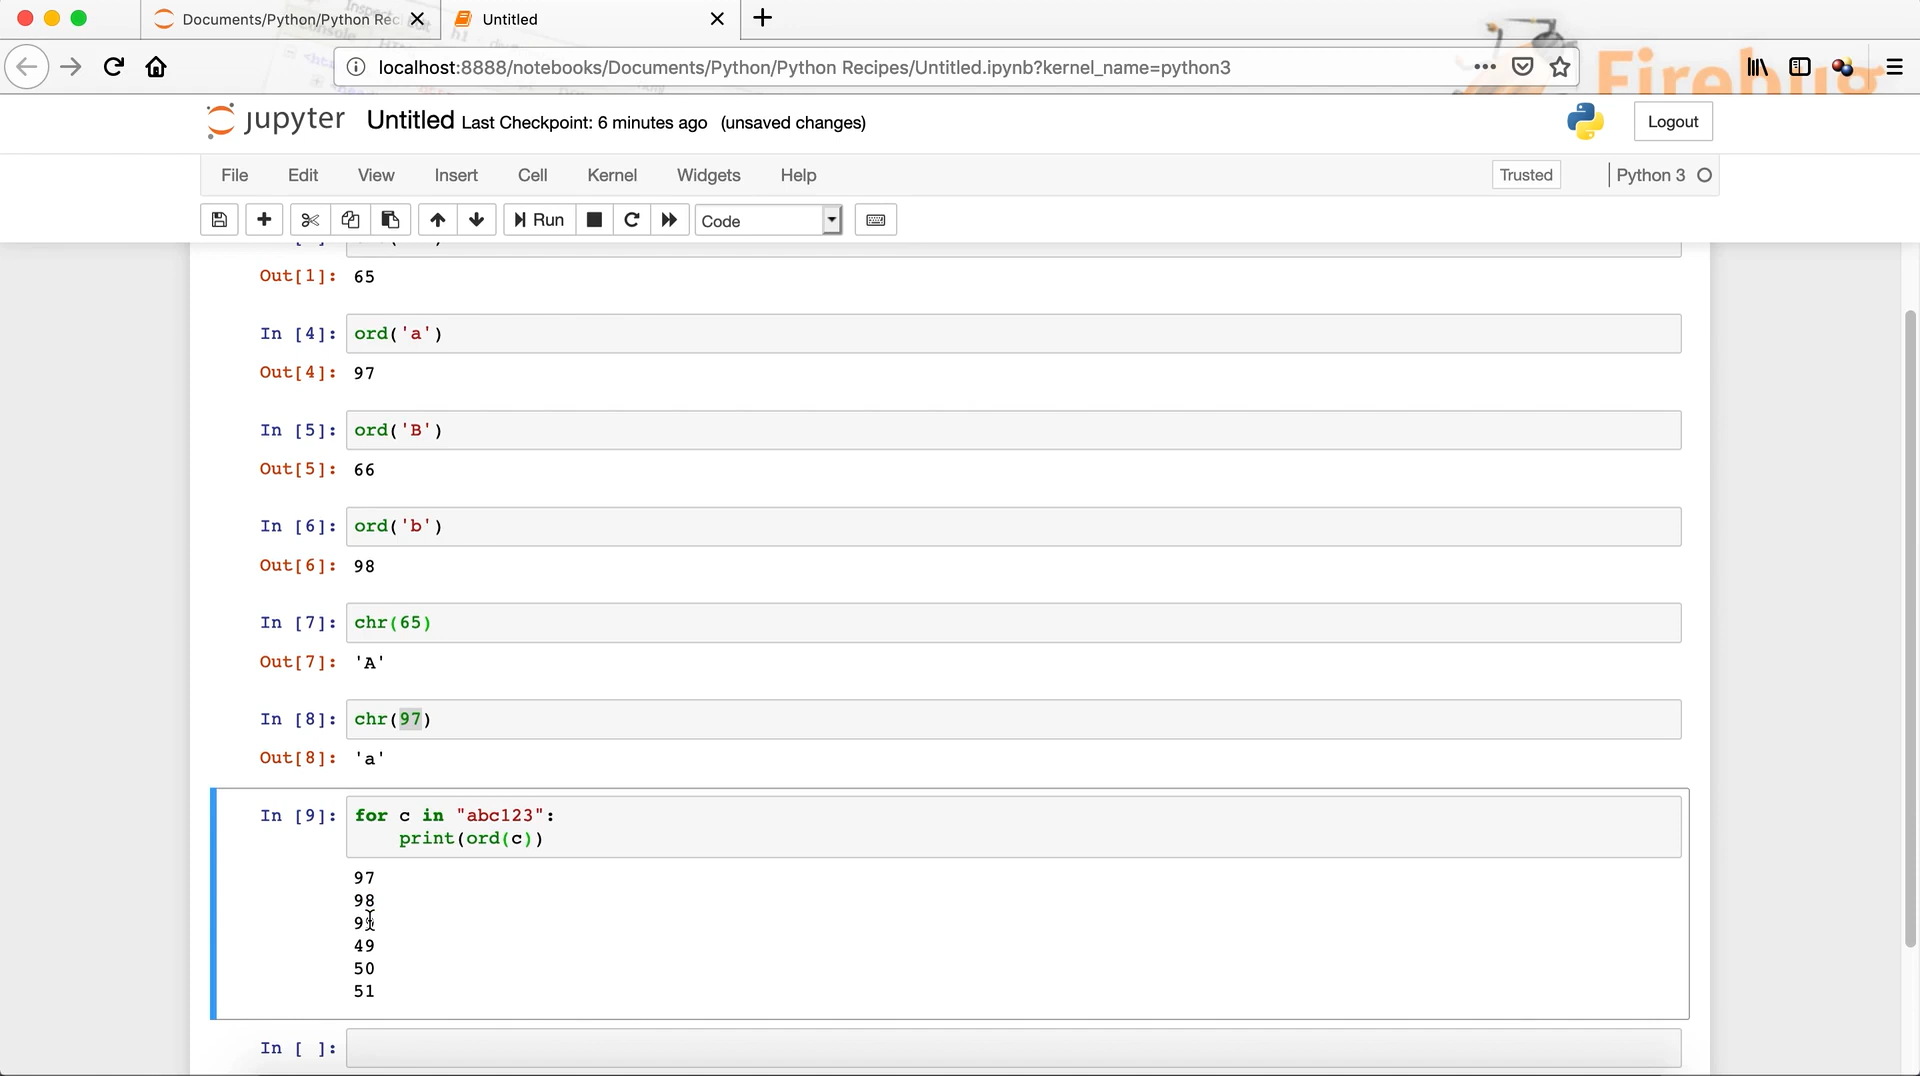 Documents/Python/Python Rec
Untitled
localhost:8888/notebooks/Documents/Python/Python Recipes/Untitled.ipynb?kernel_name=python3
Firebug
jupyter Untitled Last Checkpoint: 6 minutes ago (unsaved changes)
Logout
File Edit View Insert Cell Kernel Widgets Help
Trusted
Python 3
Run
Code
Out[1]: 65
In [4]: ord('a')
Out[4]: 97
In [5]: ord('B')
Out[5]: 66
In [6]: ord('b')
Out[6]: 98
In [7]: chr(65)
Out[7]: 'A'
In [8]: chr(97)
Out[8]: 'a'
In [9]: for c in "abc123":
print(ord(c))
97
98
99
49
50
51
In [ ]: